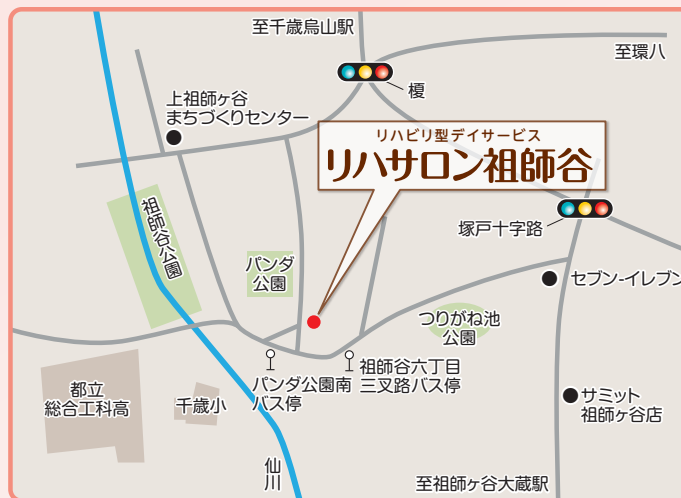 至千歳烏山駅
至環八
榎
上祖師ヶ谷
まちづくりセンター
リハビリ型デイサービス
リハサロン祖師谷
塚戸十字路
祖師谷公園
パンダ
公園
セブン-イレブン
つりがね池
公園
パンダ公園南
バス停
祖師谷六丁目
三叉路バス停
都立
総合工科高
千歳小
サミット
祖師ヶ谷店
仙川
至祖師ヶ谷大蔵駅